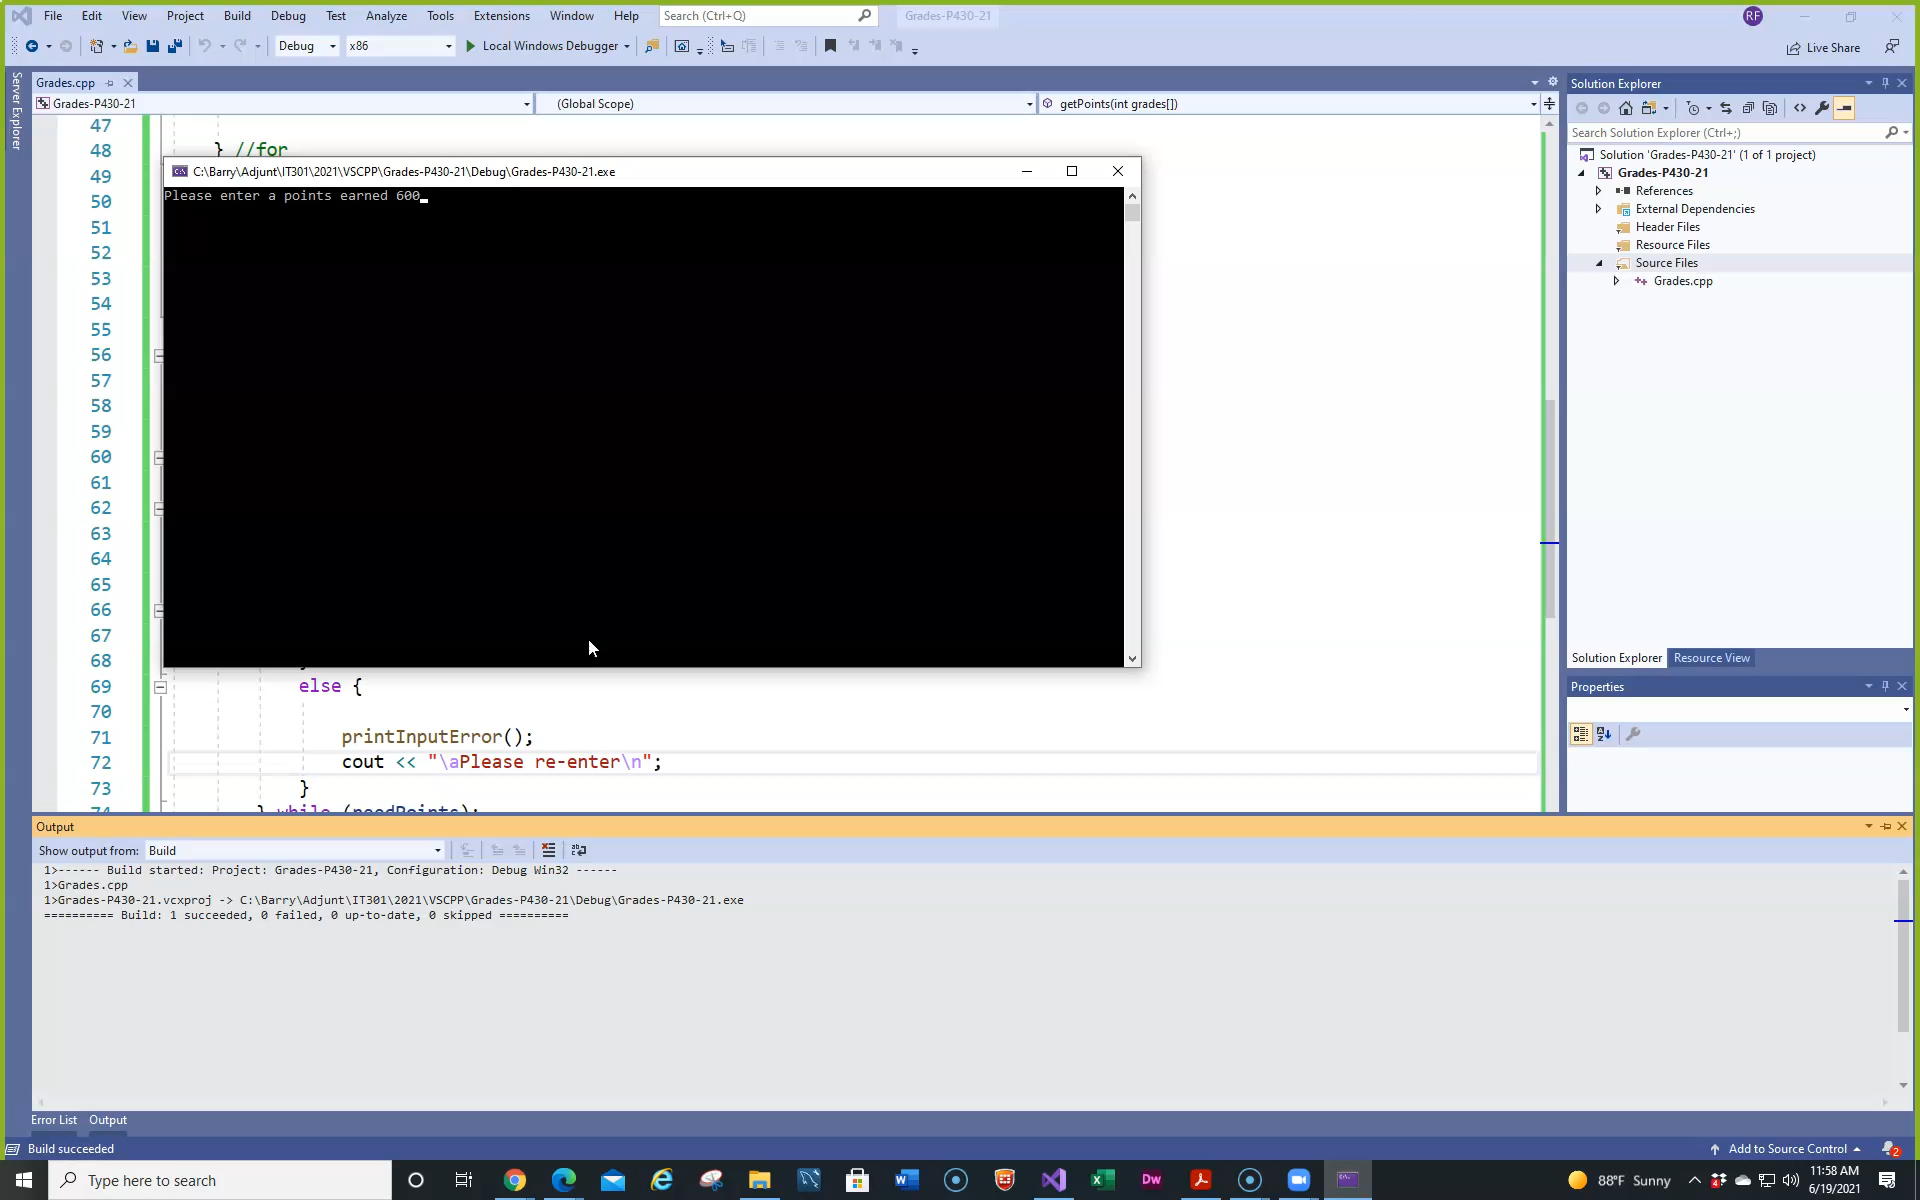 File Edit View Project Build Debug Test Analyze Tools Extensions Window Help Search (Ctrl+Q) Grades-P430-21 RF
Debug x86 Local Windows Debugger Live Share
Server Explorer
Grades.cpp
Grades-P430-21 (Global Scope) getPoints(int grades[])
47
48 } //for
49
50
51
52
53
54
55
56
57
58
59
60
61
62
63
64
65
66
67
68
69 else {
70
71 printInputError();
72 cout << "\aPlease re-enter\n";
73 }
74 } while (needPoints);
C:\Barry\Adjunt\IT301\2021\VSCPP\Grades-P430-21\Debug\Grades-P430-21.exe
Please enter a points earned 600
Solution Explorer
Search Solution Explorer (Ctrl+;)
Solution 'Grades-P430-21' (1 of 1 project)
Grades-P430-21
References
External Dependencies
Header Files
Resource Files
Source Files
Grades.cpp
Solution Explorer Resource View
Properties
Output
Show output from: Build
1>------ Build started: Project: Grades-P430-21, Configuration: Debug Win32 ------
1>Grades.cpp
1>Grades-P430-21.vcxproj -> C:\Barry\Adjunt\IT301\2021\VSCPP\Grades-P430-21\Debug\Grades-P430-21.exe
========== Build: 1 succeeded, 0 failed, 0 up-to-date, 0 skipped ==========
Error List Output
Build succeeded Add to Source Control 2
Type here to search Dw 88°F Sunny 11:58 AM
6/19/2021